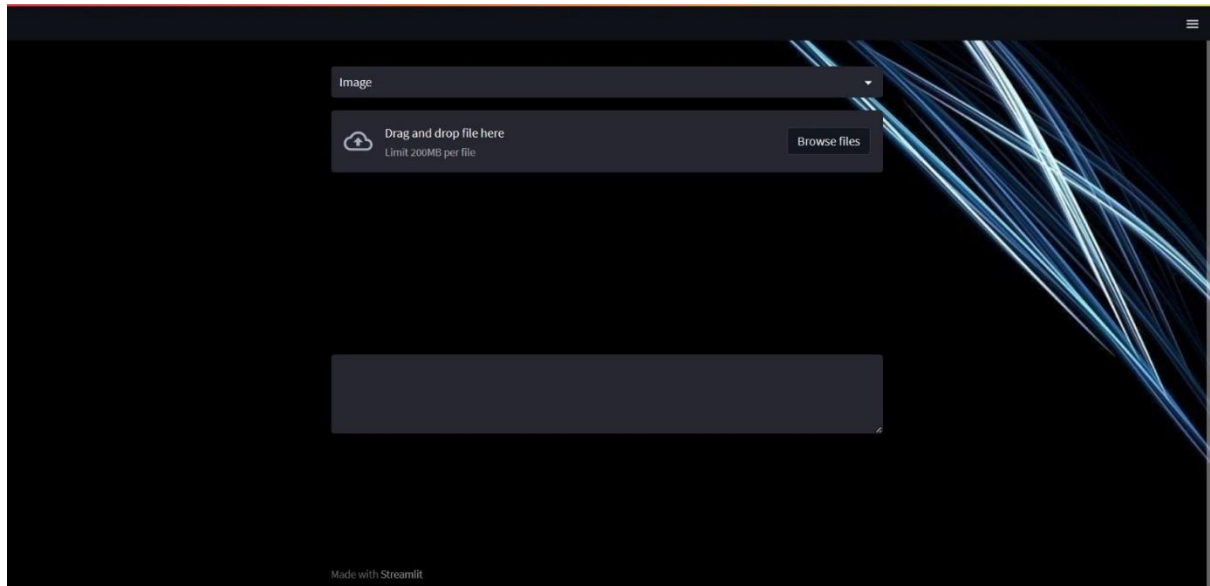 Image
Drag and drop file here
Limit 200MB per file
Browse files
Made with Streamlit